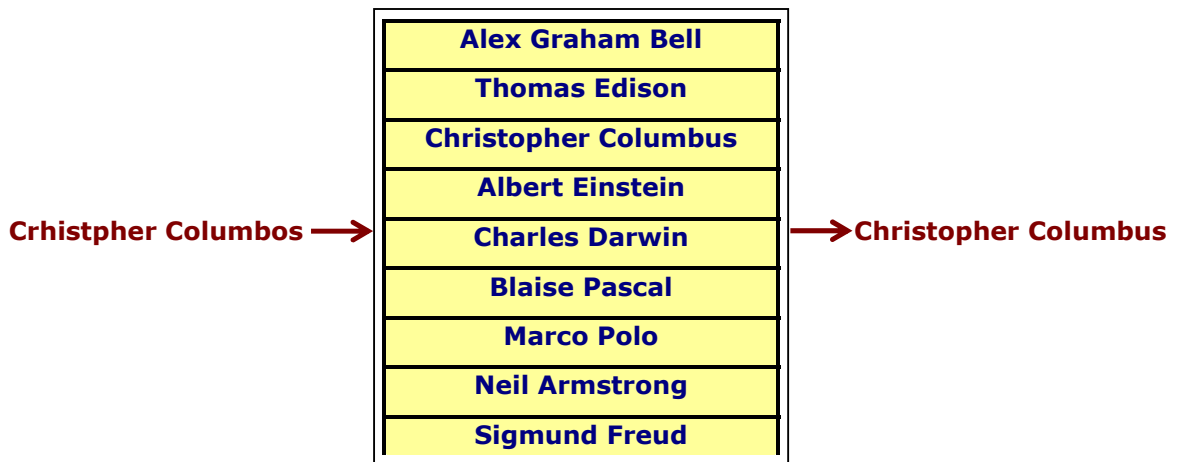 Alex Graham Bell
Thomas Edison
Christopher Columbus
Albert Einstein
Crhistpher Columbos
Charles Darwin
Christopher Columbus
Blaise Pascal
Marco Polo
Neil Armstrong
Sigmund Freud